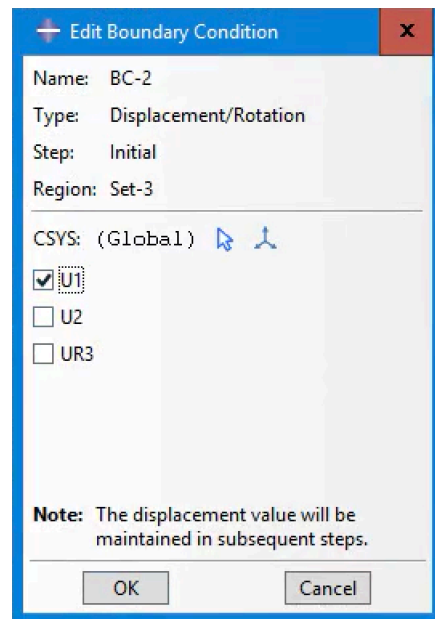 Edit Boundary Condition
x
Name: BC-2
Type: Displacement/Rotation
Step: Initial
Region: Set-3
CSYS: (Global)
U1
U2
UR3
Note: The displacement value will be
maintained in subsequent steps.
OK Cancel